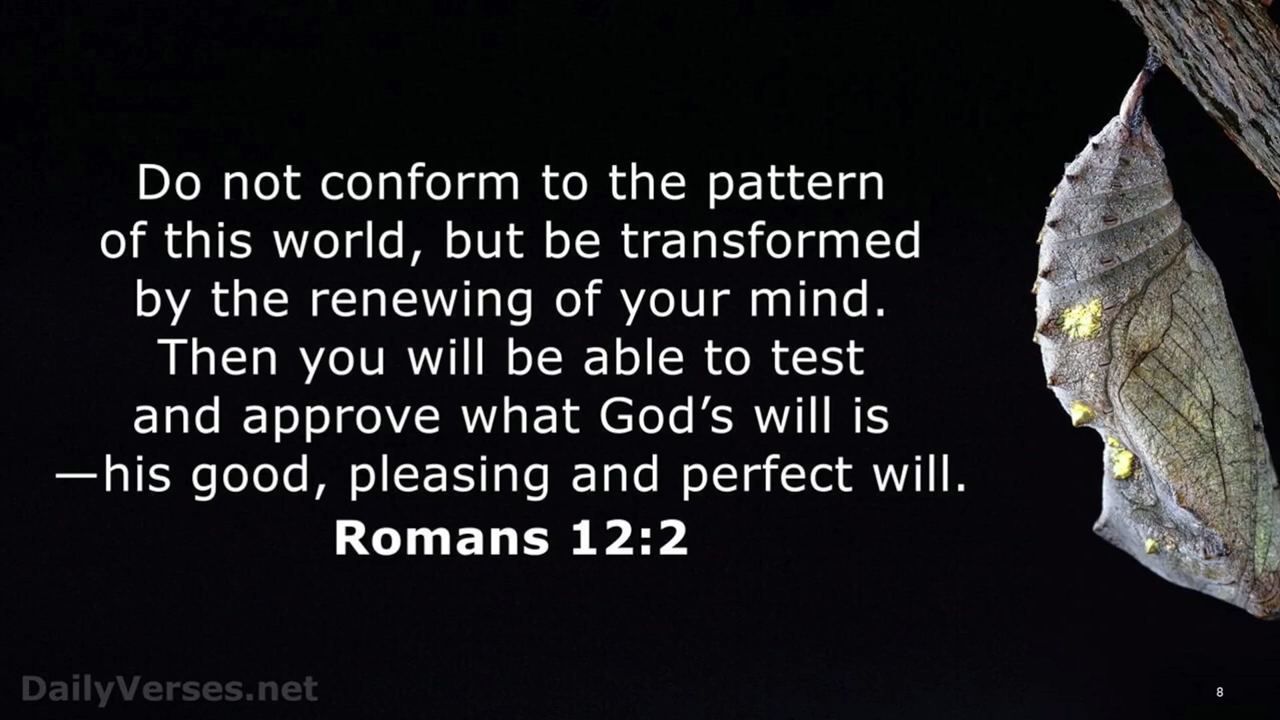 Do not conform to the pattern
of this world, but be transformed
by the renewing of your mind.
Then you will be able to test
and approve what God’s will is
—his good, pleasing and perfect will.
Romans 12:2
DailyVerses.net
8